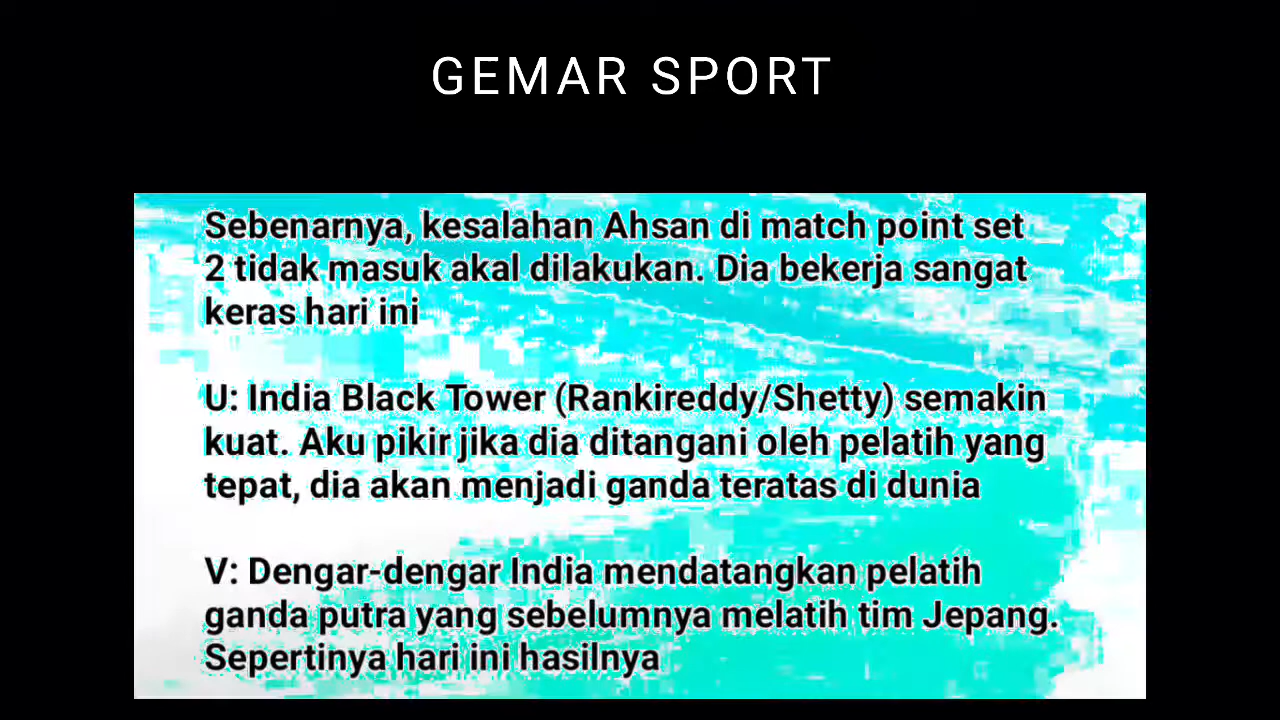 GEMAR SPORT
Sebenarnya, kesalahan Ahsan di match point set
2 tidak masuk akal dilakukan. Dia bekerja sangat
keras hari ini
U: India Black Tower (Rankireddy/Shetty) semakin
kuat. Aku pikir jika dia ditangani oleh pelatih yang
tepat, dia akan menjadi ganda teratas di dunia
V: Dengar-dengar India mendatangkan pelatih
ganda putra yang sebelumnya melatih tim Jepang.
Sepertinya hari ini hasilnya